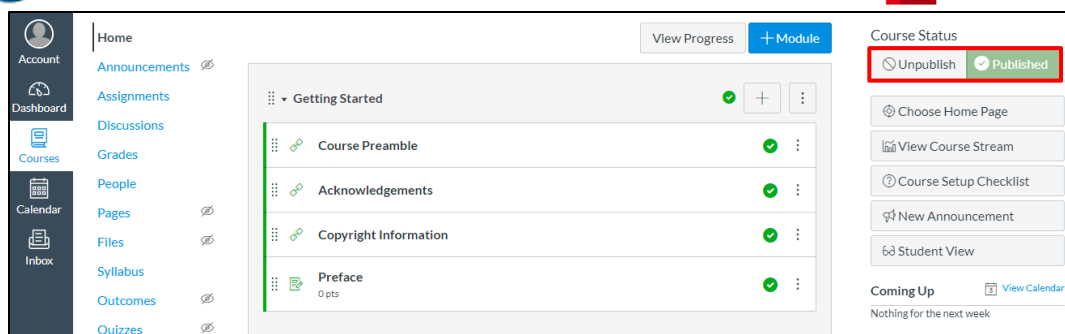 Account
Dashboard
Courses
Calendar
Inbox
Home
Announcements
Assignments
Discussions
Grades
People
Pages
Files
Syllabus
Outcomes
Quizzes
View Progress
+ Module
Getting Started
Course Preamble
Acknowledgements
Copyright Information
Preface
0 pts
Course Status
Unpublish Published
Choose Home Page
View Course Stream
Course Setup Checklist
New Announcement
Student View
Coming Up 3 View Calendar
Nothing for the next week